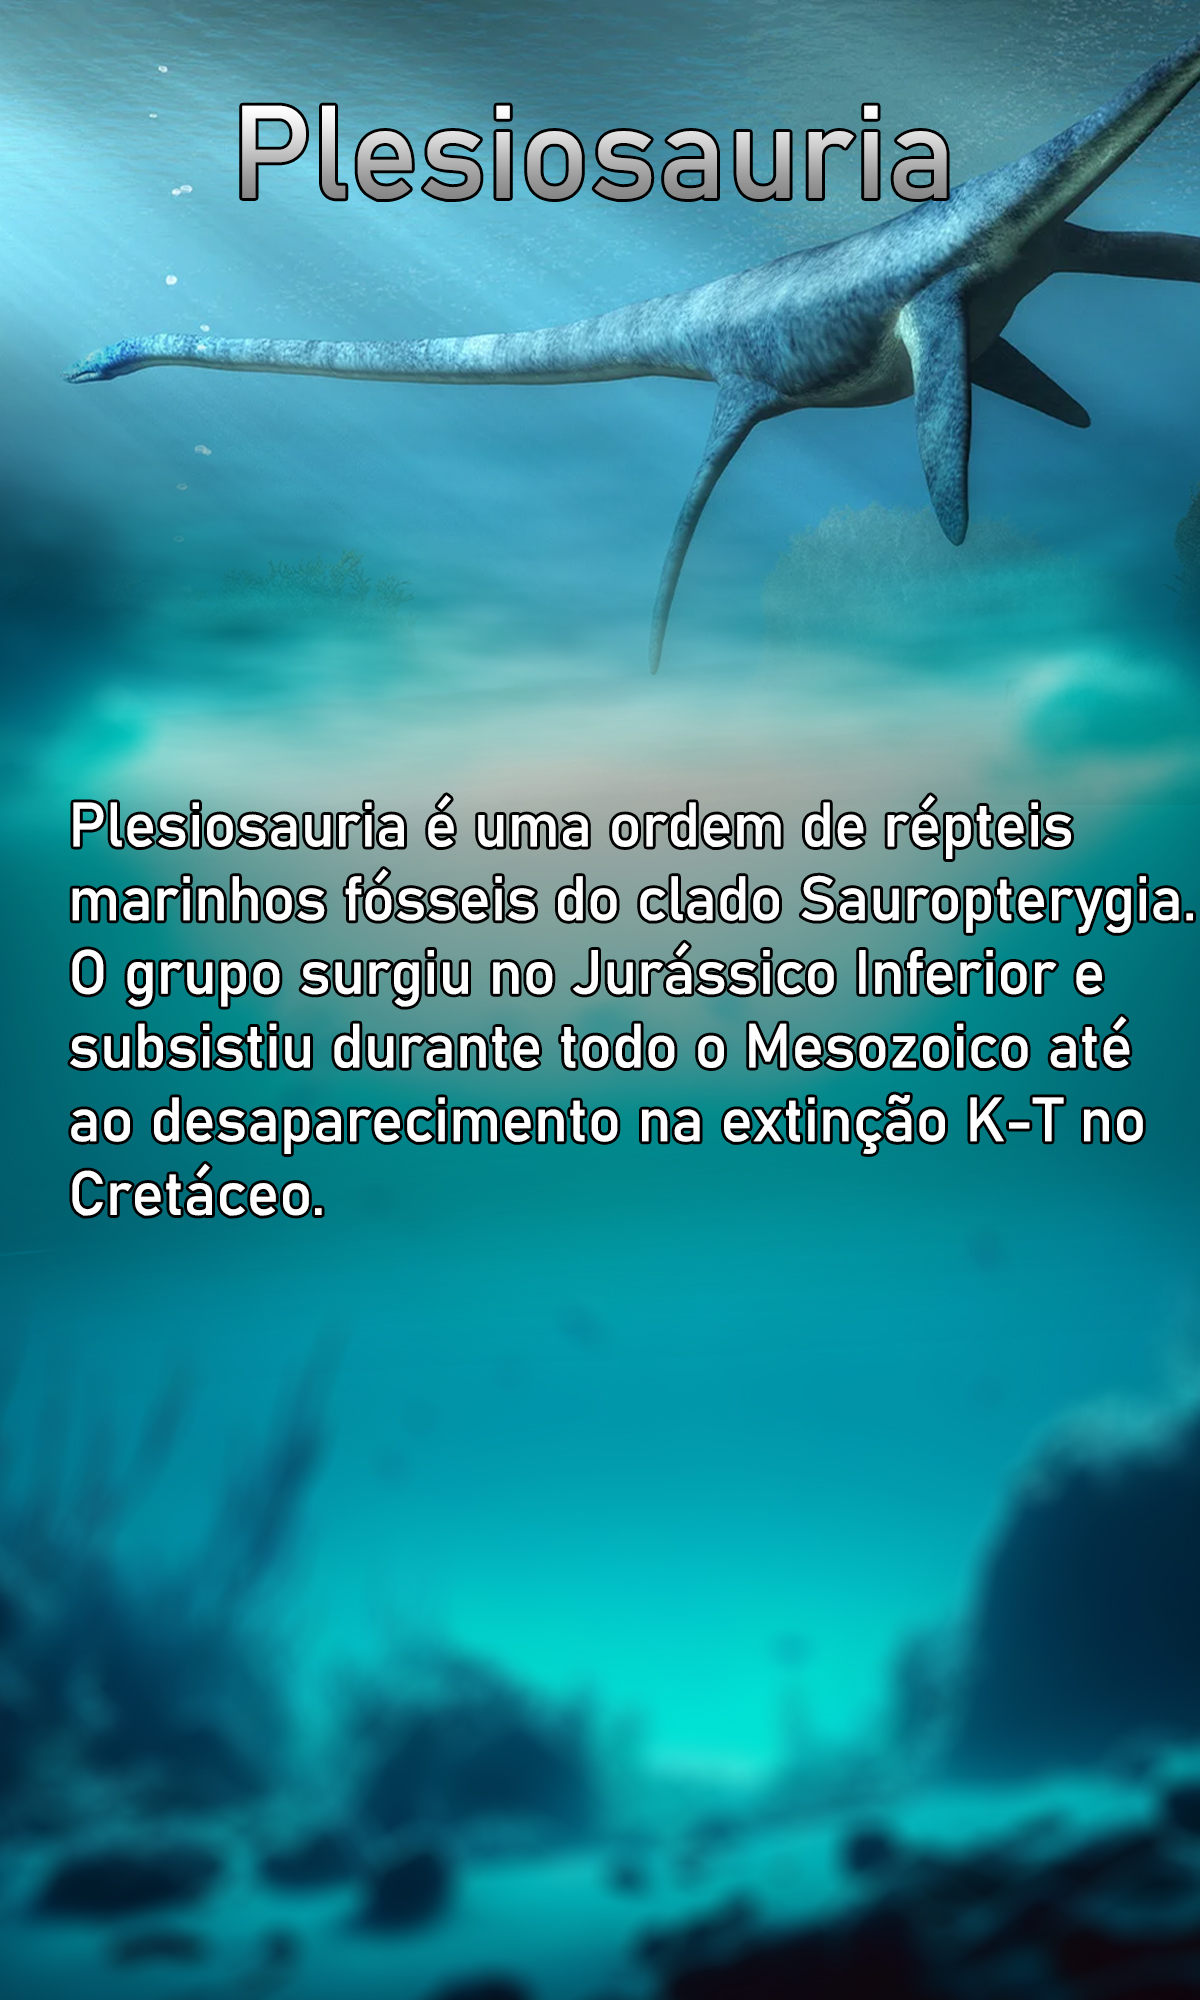 Plesiosauria
Plesiosauria é uma ordem de répteis
marinhos fósseis do clado Sauropterygia.
O grupo surgiu no Jurássico Inferior e
subsistiu durante todo o Mesozoico até
ao desaparecimento na extinção K-T no
Cretáceo.